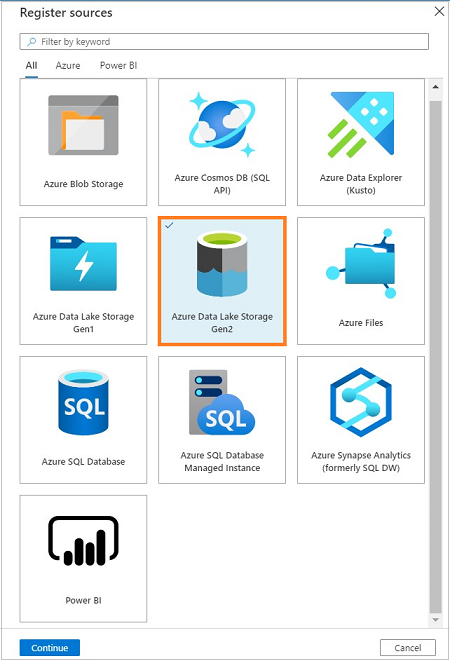 Register sources
Filter by keyword
All Azure Power BI
Azure Blob Storage
Azure Cosmos DB (SQL
API)
Azure Data Explorer
(Kusto)
Azure Data Lake Storage
Gen1
Azure Data Lake Storage
Gen2
Azure Files
SQL
Azure SQL Database
SQL
Azure SQL Database
Managed Instance
Azure Synapse Analytics
(formerly SQL DW)
Power BI
Continue
Cancel